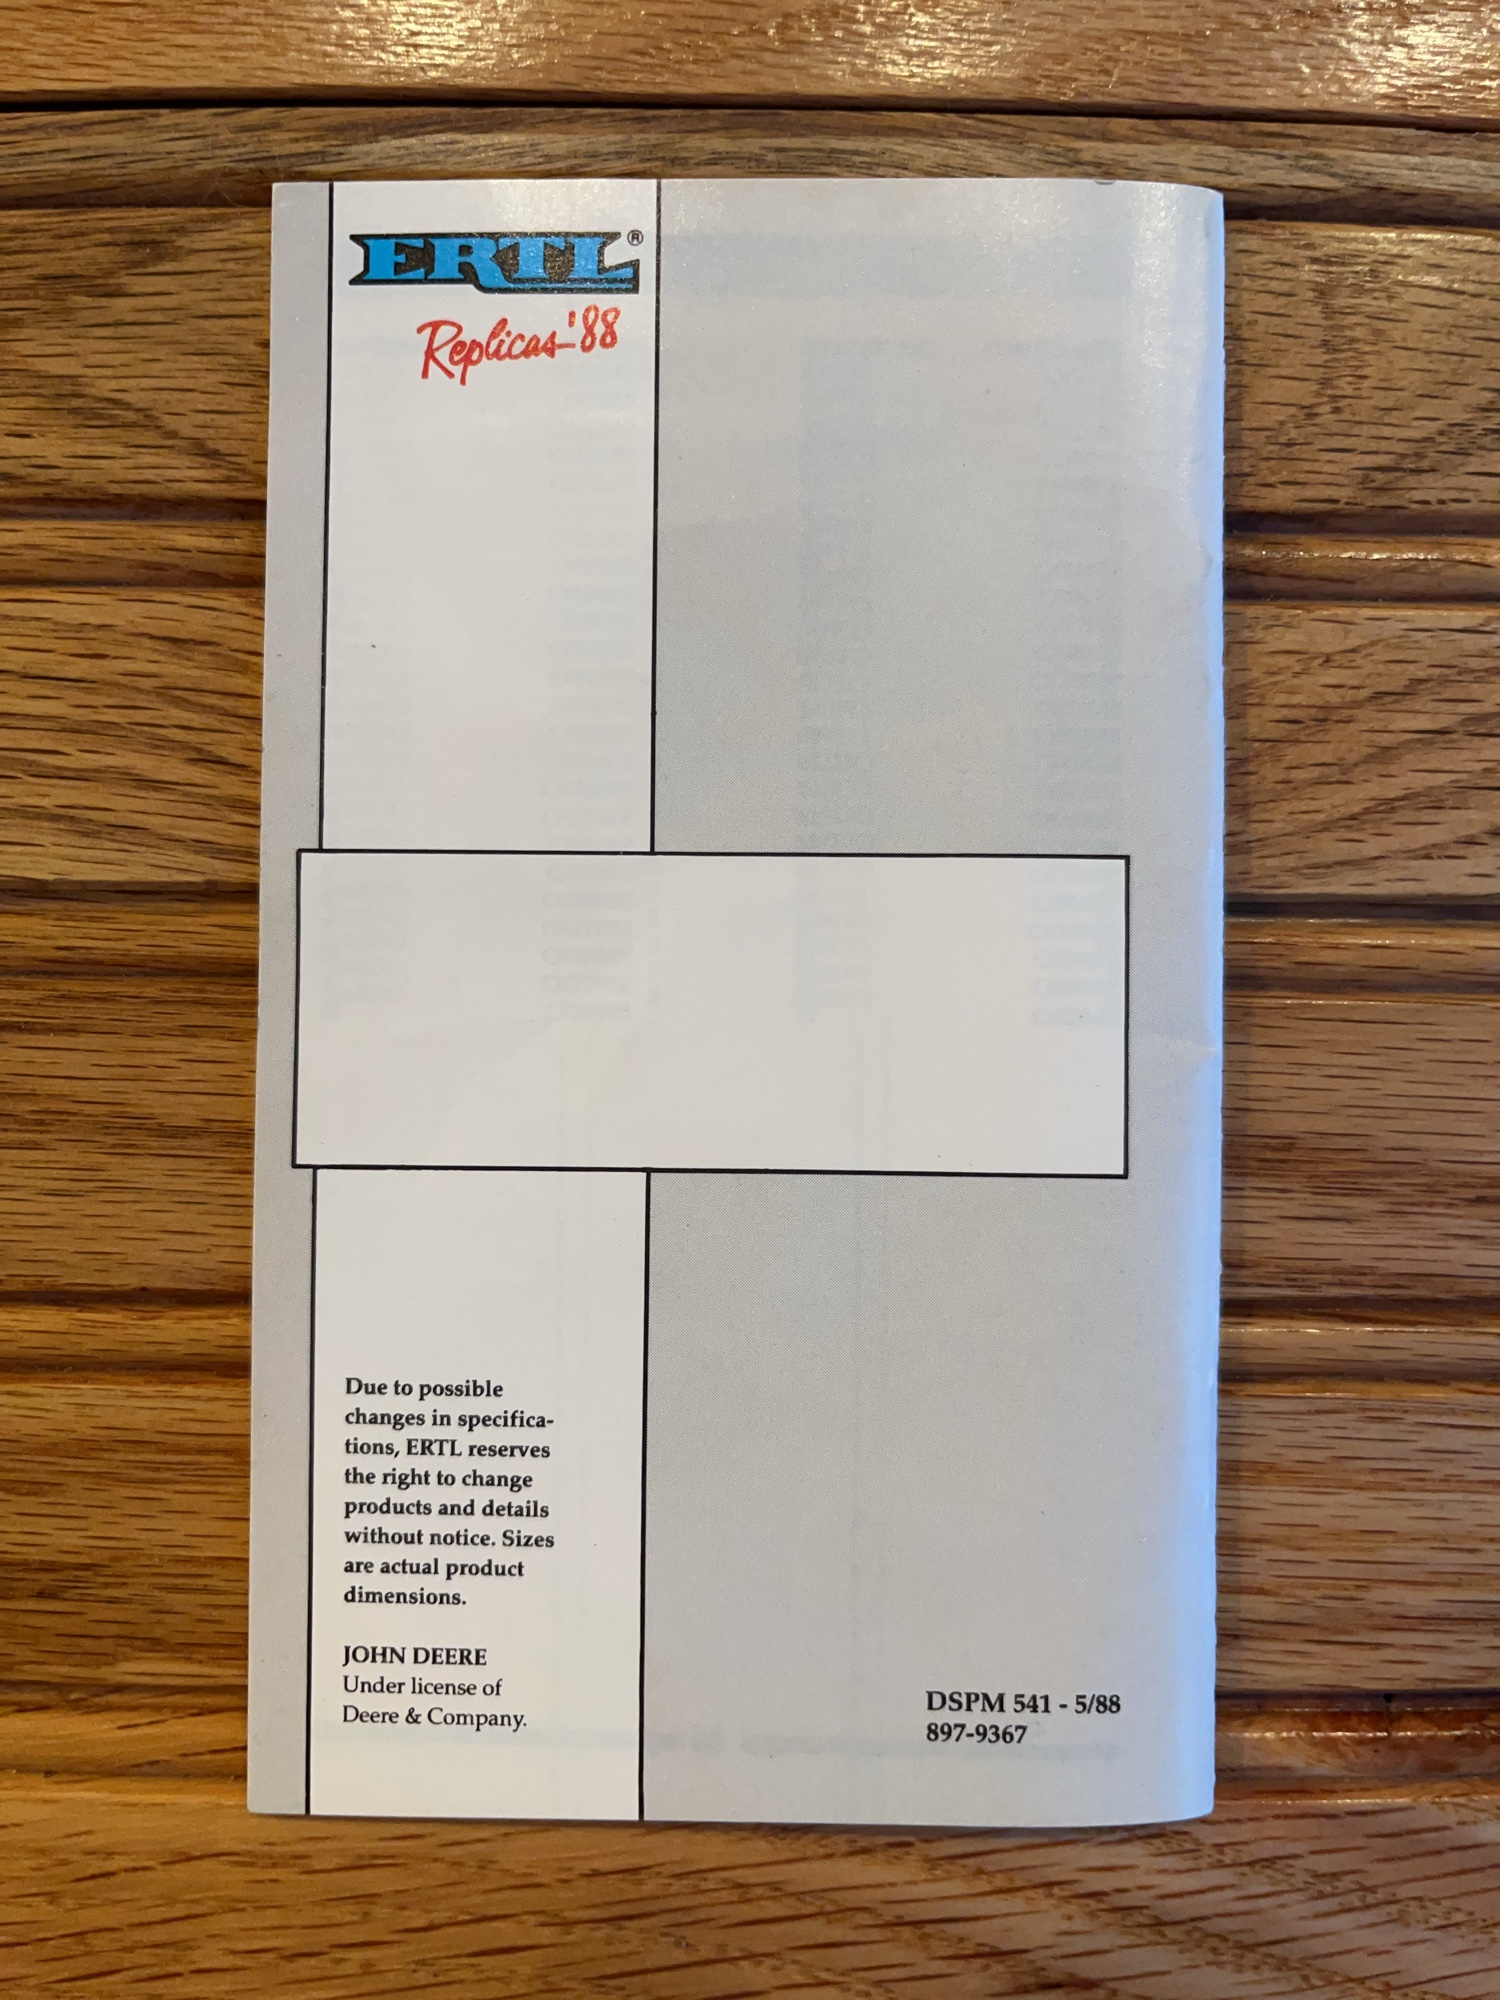 ERTL®
Replicas '88
Due to possible
changes in specifica-
tions, ERTL reserves
the right to change
products and details
without notice. Sizes
are actual product
dimensions.
JOHN DEERE
Under license of
Deere & Company.
DSPM 541 - 5/88
897-9367